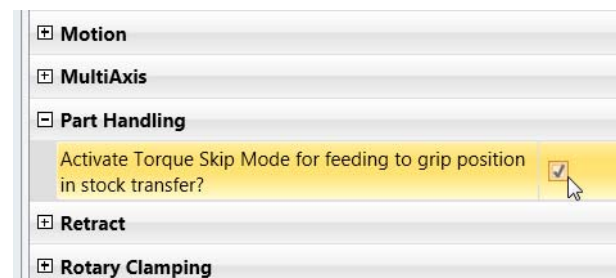 Motion
MultiAxis
Part Handling
Activate Torque Skip Mode for feeding to grip position
in stock transfer?
Retract
Rotary Clamping